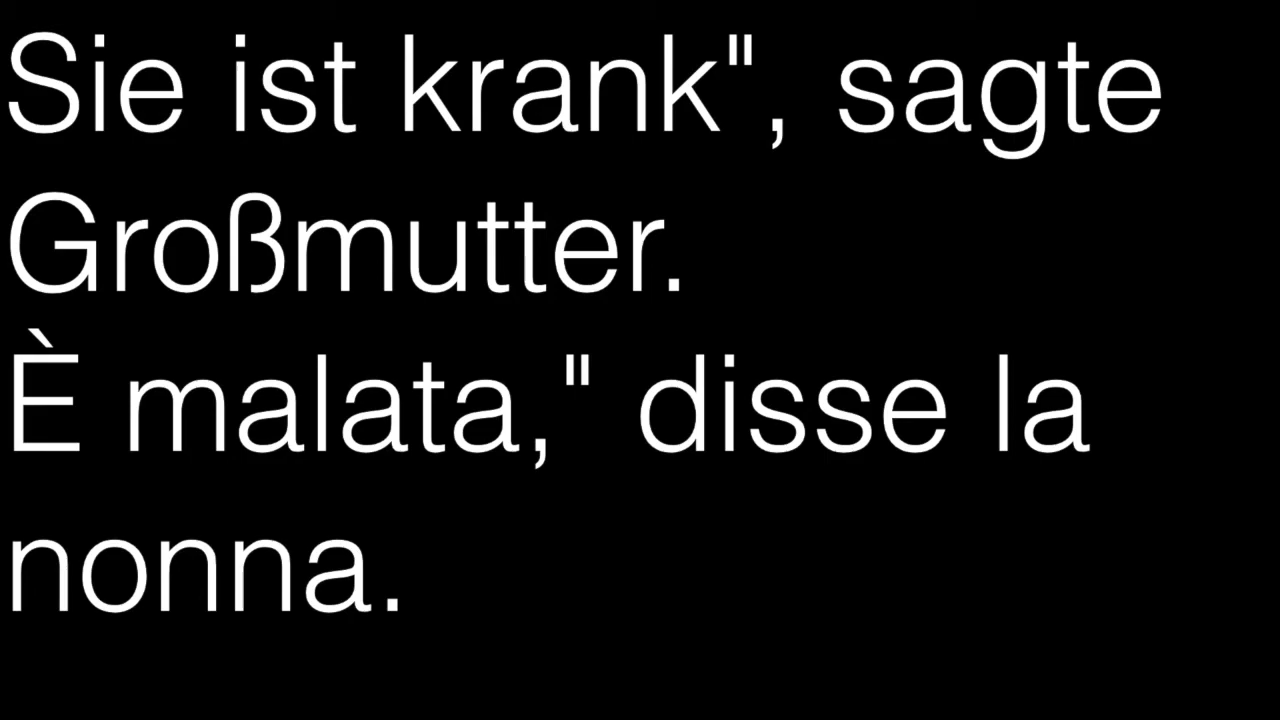 Sie ist krank", sagte
Großmutter.
È malata," disse la
nonna.